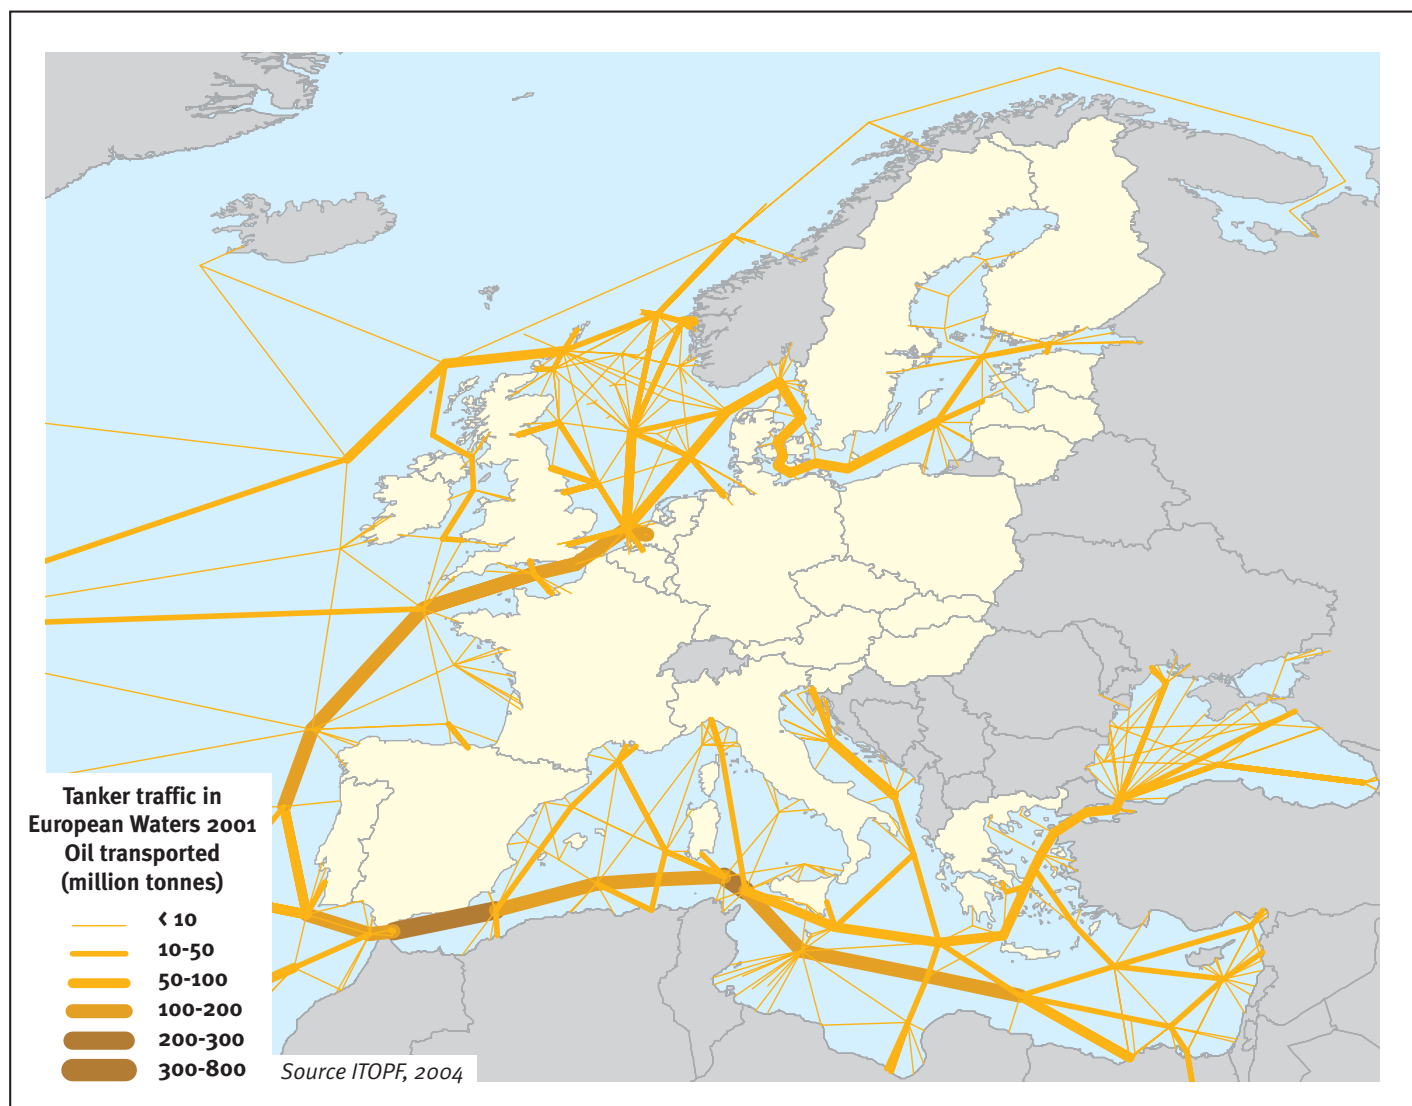 Tanker traffic in
European Waters 2001
Oil transported
(million tonnes)
< 10
10-50
50-100
100-200
200-300
300-800
Source ITOPF, 2004